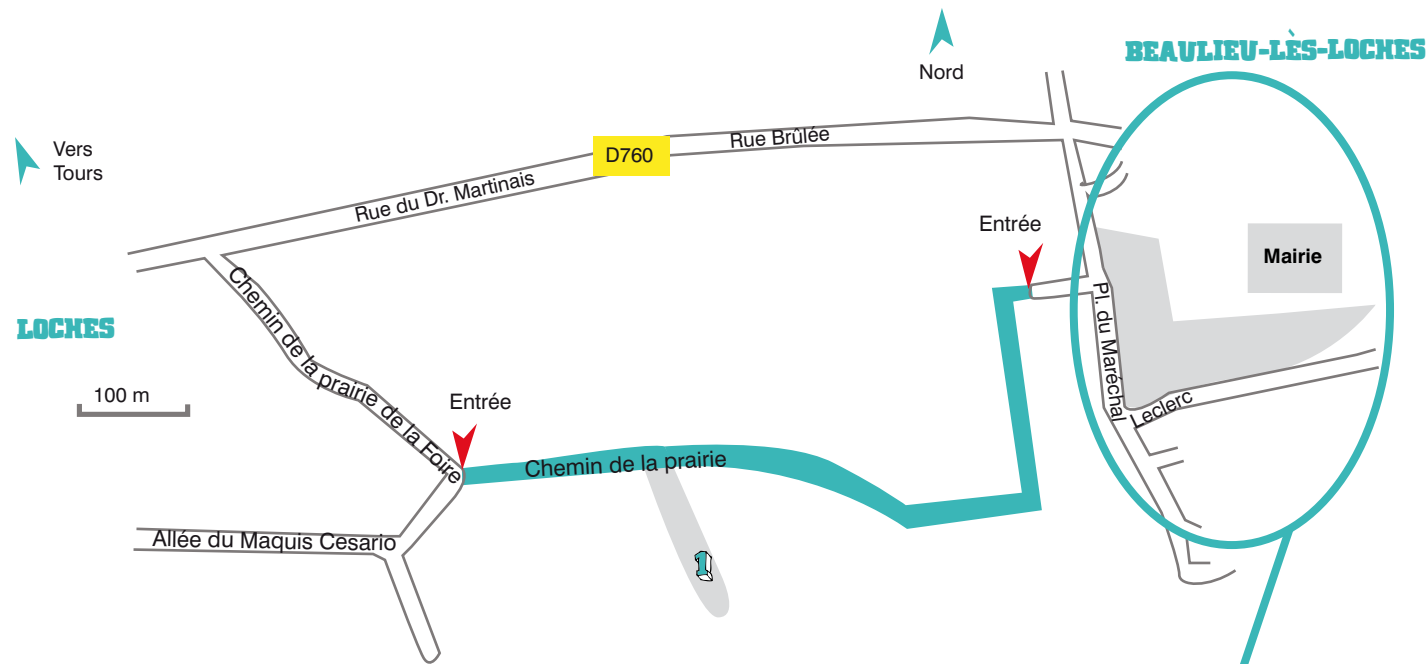 BEAULIEU-LÈS-LOCHES
Nord
Vers
Tours
D760
Rue Brûlée
Rue du Dr. Martinais
Entrée
Mairie
Chemin de la prairie de la Foire
LOCHES
Pl. du Maréchal
Leclerc
100 m
Entrée
Chemin de la prairie
Allée du Maquis Cesario
1